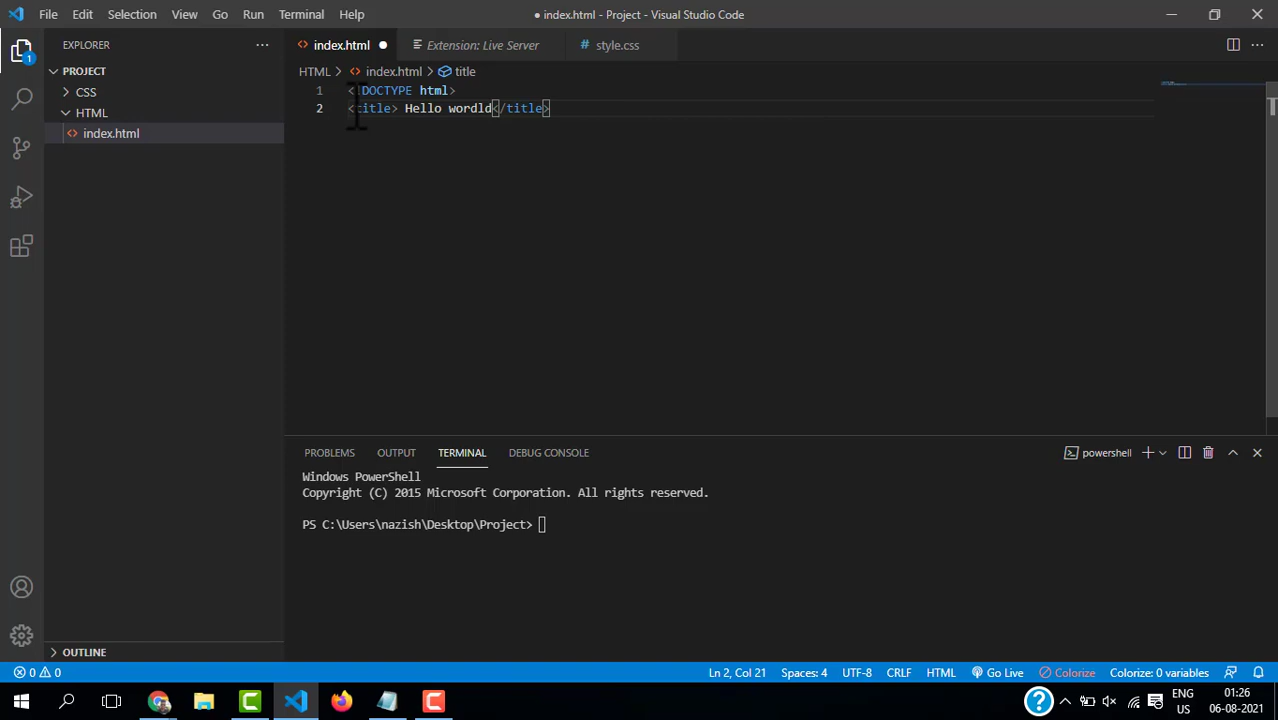 File Edit Selection View Go Run Terminal Help
● index.html - Project - Visual Studio Code
EXPLORER
index.html
Extension: Live Server
# style.css
1
PROJECT
CSS
HTML
index.html
HTML > index.html > title
1 <!DOCTYPE html>
2 <title> Hello wordld</title>
PROBLEMS OUTPUT TERMINAL DEBUG CONSOLE
powershell
Windows PowerShell
Copyright (C) 2015 Microsoft Corporation. All rights reserved.
PS C:\Users\nazish\Desktop\Project>
OUTLINE
0 0
Ln 2, Col 21 Spaces: 4 UTF-8 CRLF HTML Go Live Colorize Colorize: 0 variables
ENG
US
01:26
06-08-2021